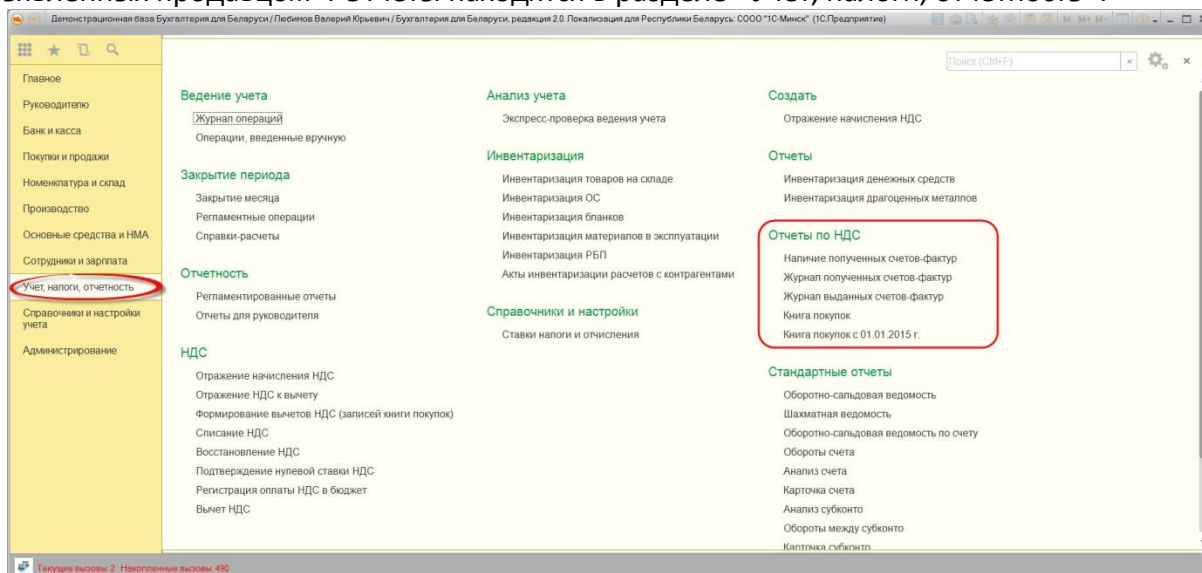 явленных продавцом". Отчеты находится в разделе "Учет, налоги, отчетность".
Демонстрационная база Бухгалтерия для Беларуси / Любимов Валерий Юрьевич / Бухгалтерия для Беларуси, редакция 2.0. Локализация для Республики Беларусь: СООО "1С-Минск" (1С:Предприятие)
M M+ M-
Поиск (Ctrl+F)
Главное
Руководителю
Банк и касса
Покупки и продажи
Номенклатура и склад
Производство
Основные средства и НМА
Сотрудники и зарплата
Учет, налоги, отчетность
Справочники и настройки
учета
Администрирование
Ведение учета
Журнал операций
Операции, введенные вручную
Закрытие периода
Закрытие месяца
Регламентные операции
Справки-расчеты
Отчетность
Регламентированные отчеты
Отчеты для руководителя
НДС
Отражение начисления НДС
Отражение НДС к вычету
Формирование вычетов НДС (записей книги покупок)
Списание НДС
Восстановление НДС
Подтверждение нулевой ставки НДС
Регистрация оплаты НДС в бюджет
Вычет НДС
Анализ учета
Экспресс-проверка ведения учета
Инвентаризация
Инвентаризация товаров на складе
Инвентаризация ОС
Инвентаризация бланков
Инвентаризация материалов в эксплуатации
Инвентаризация РБП
Акты инвентаризации расчетов с контрагентами
Справочники и настройки
Ставки налоги и отчисления
Создать
Отражение начисления НДС
Отчеты
Инвентаризация денежных средств
Инвентаризация драгоценных металлов
Отчеты по НДС
Наличие полученных счетов-фактур
Журнал полученных счетов-фактур
Журнал выданных счетов-фактур
Книга покупок
Книга покупок с 01.01.2015 г.
Стандартные отчеты
Оборотно-сальдовая ведомость
Шахматная ведомость
Оборотно-сальдовая ведомость по счету
Обороты счета
Анализ счета
Карточка счета
Анализ субконто
Обороты между субконто
Карточка субконто
Текущие вызовы: 2 Накопленные вызовы: 490